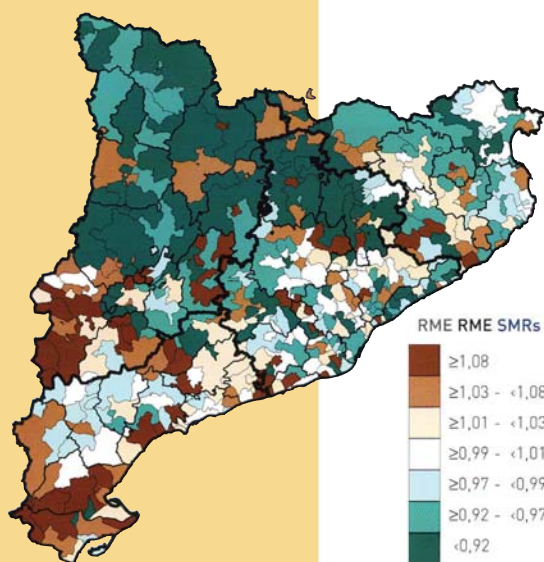 RME RME SMRs
≥1,08
≥1,03 - <1,08
≥1,01 - <1,03
≥0,99 - <1,01
≥0,97 - <0,99
≥0,92 - <0,97
<0,92